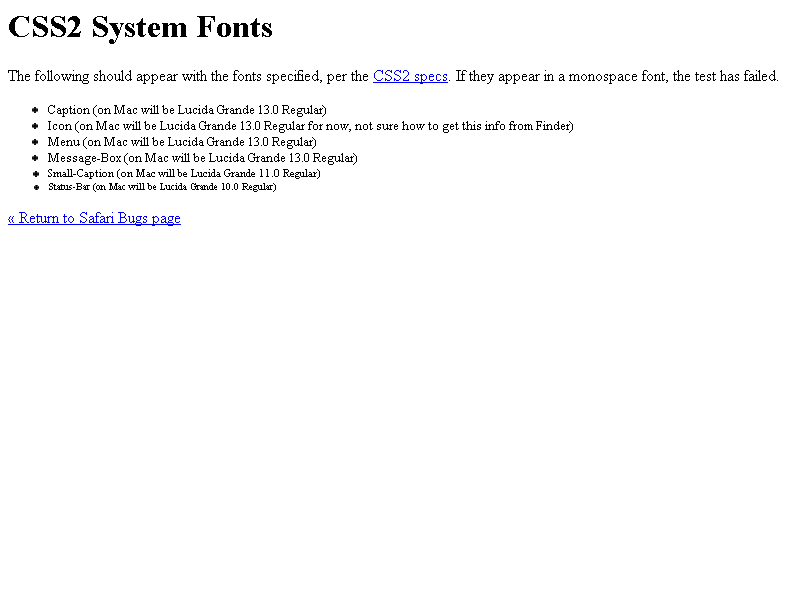 CSS2 System Fonts
The following should appear with the fonts specified, per the CSS2 specs. If they appear in a monospace font, the test has failed.
Caption (on Mac will be Lucida Grande 13.0 Regular)
Icon (on Mac will be Lucida Grande 13.0 Regular for now, not sure how to get this info from Finder)
Menu (on Mac will be Lucida Grande 13.0 Regular)
Message-Box (on Mac will be Lucida Grande 13.0 Regular)
Small-Caption (on Mac will be Lucida Grande 11.0 Regular)
Status-Bar (on Mac will be Lucida Grande 10.0 Regular)
« Return to Safari Bugs page